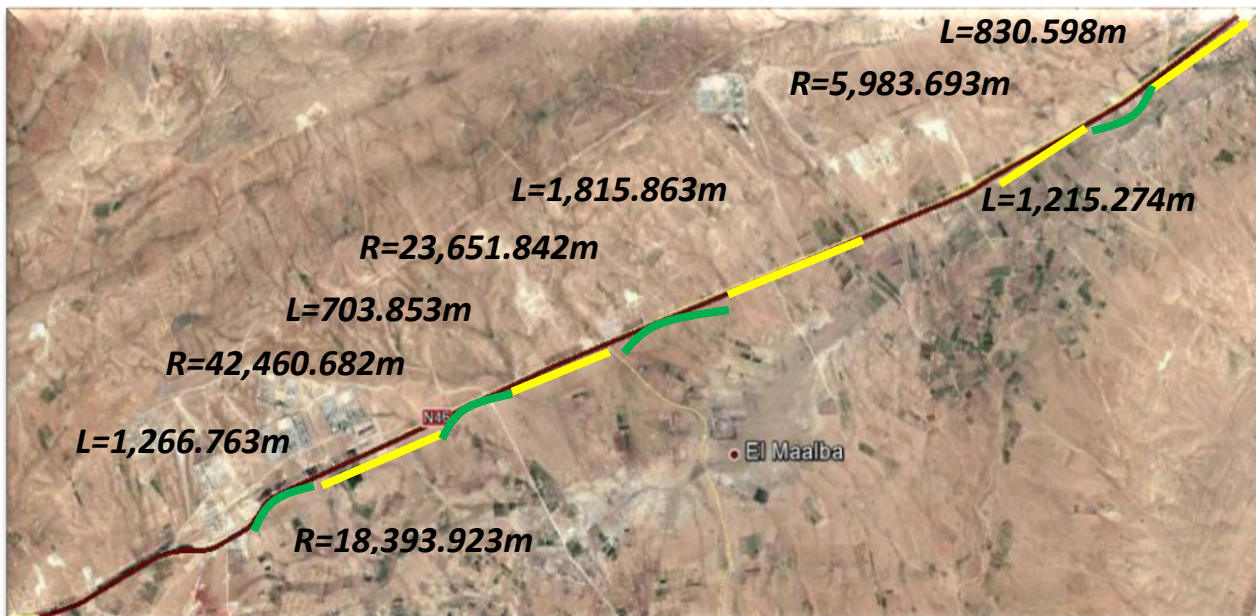 L=830.598m
R=5,983.693m
L=1,815.863m
L=1,215.274m
R=23,651.842m
L=703.853m
R=42,460.682m
N46
L=1,266.763m
El Maalba
R=18,393.923m